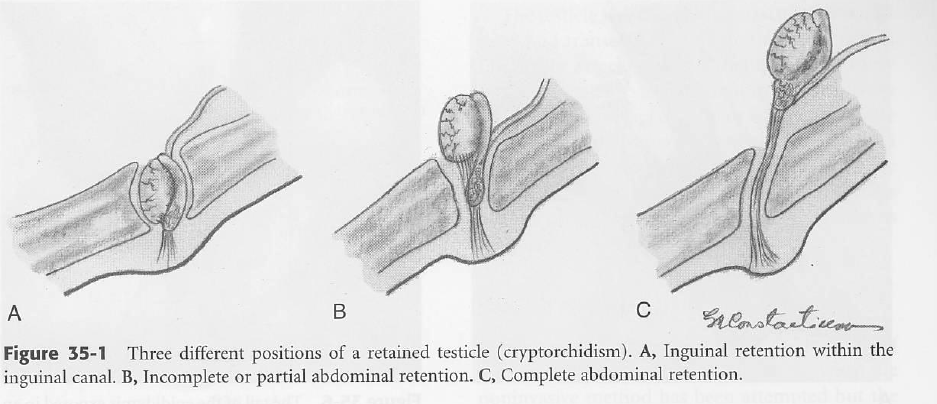 A
B
C
Figure 35-1 Three different positions of a retained testicle (cryptorchidism). A, Inguinal retention within the
inguinal canal. B, Incomplete or partial abdominal retention. C, Complete abdominal retention.